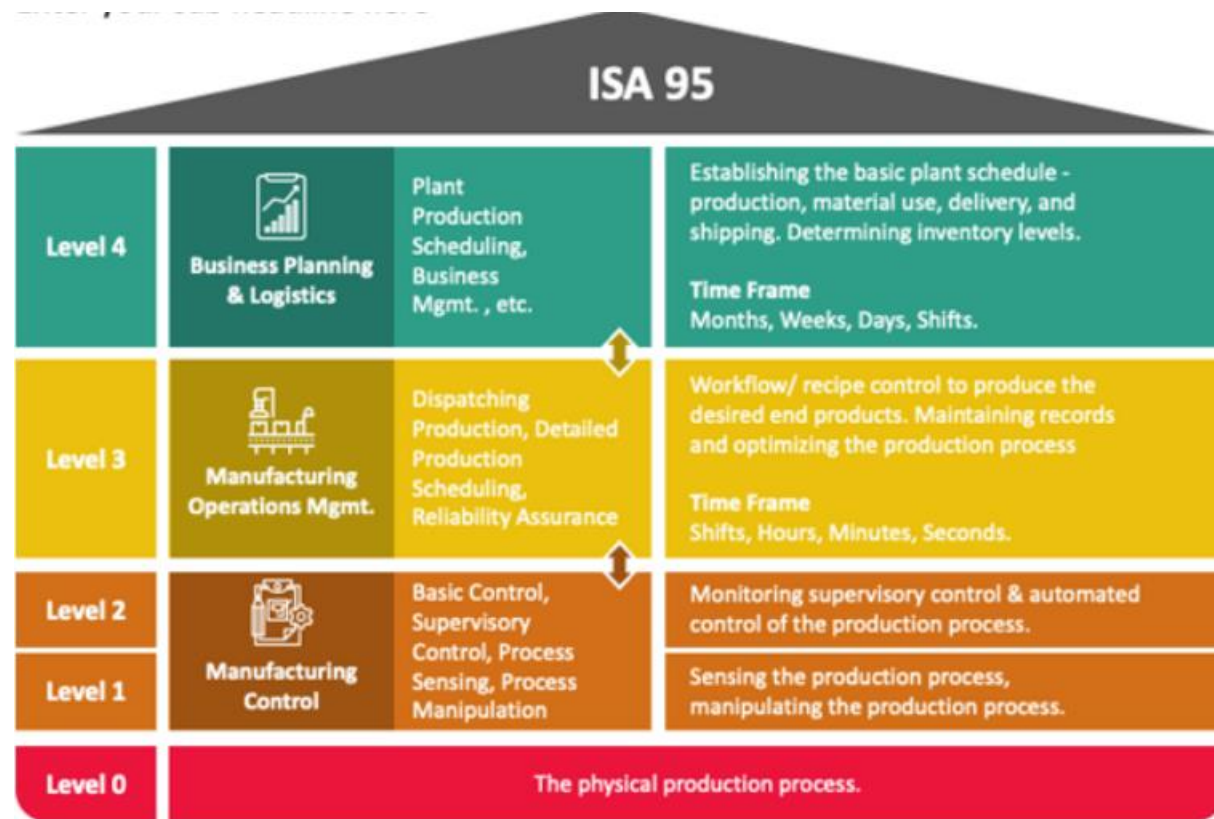 ISA 95
Level 4
Business Planning
& Logistics
Plant
Production
Scheduling,
Business
Mgmt. , etc.
Establishing the basic plant schedule -
production, material use, delivery, and
shipping. Determining inventory levels.
Time Frame
Months, Weeks, Days, Shifts.
Level 3
Manufacturing
Operations Mgmt.
Dispatching
Production, Detailed
Production
Scheduling,
Reliability Assurance
Workflow/ recipe control to produce the
desired end products. Maintaining records
and optimizing the production process
Time Frame
Shifts, Hours, Minutes, Seconds.
Level 2
Level 1
Manufacturing
Control
Basic Control,
Supervisory
Control, Process
Sensing, Process
Manipulation
Monitoring supervisory control & automated
control of the production process.
Sensing the production process,
manipulating the production process.
Level 0
The physical production process.